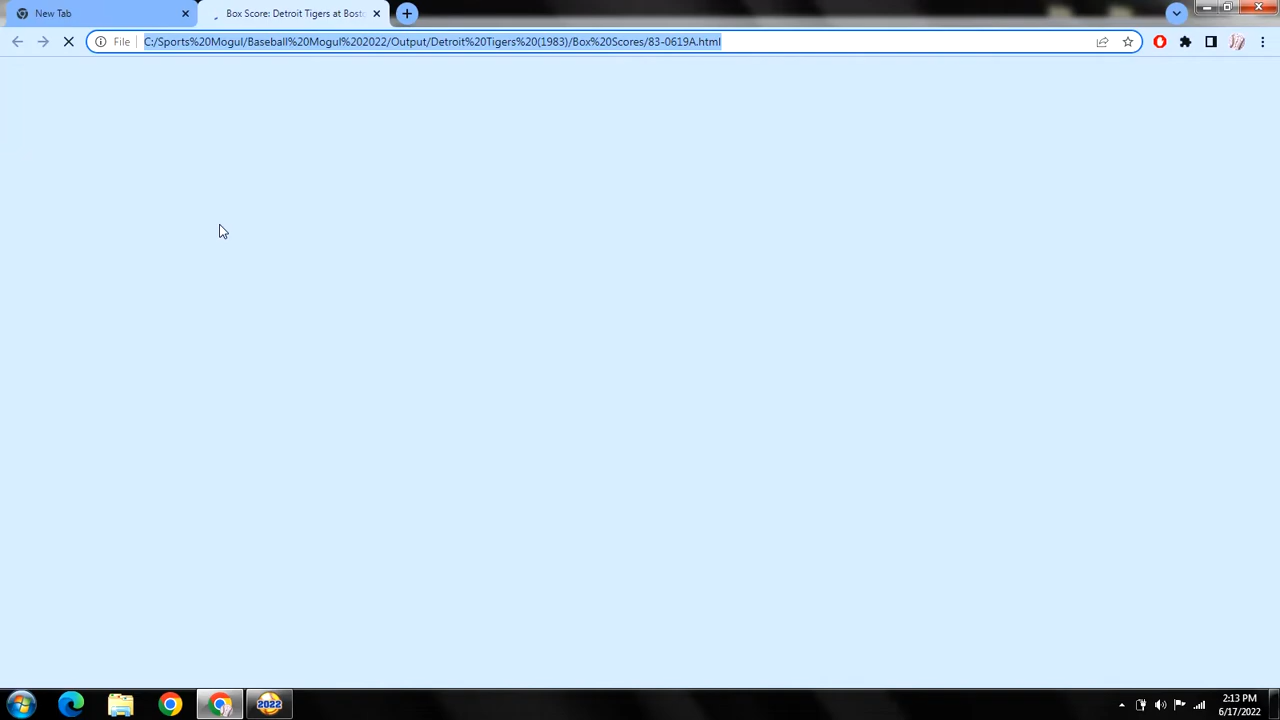 New Tab
Box Score: Detroit Tigers at Bost
File
C:/Sports%20Mogul/Baseball%20Mogul%202022/Output/Detroit%20Tigers%20(1983)/Box%20Scores/83-0619A.html
2022
2:13 PM
6/17/2022